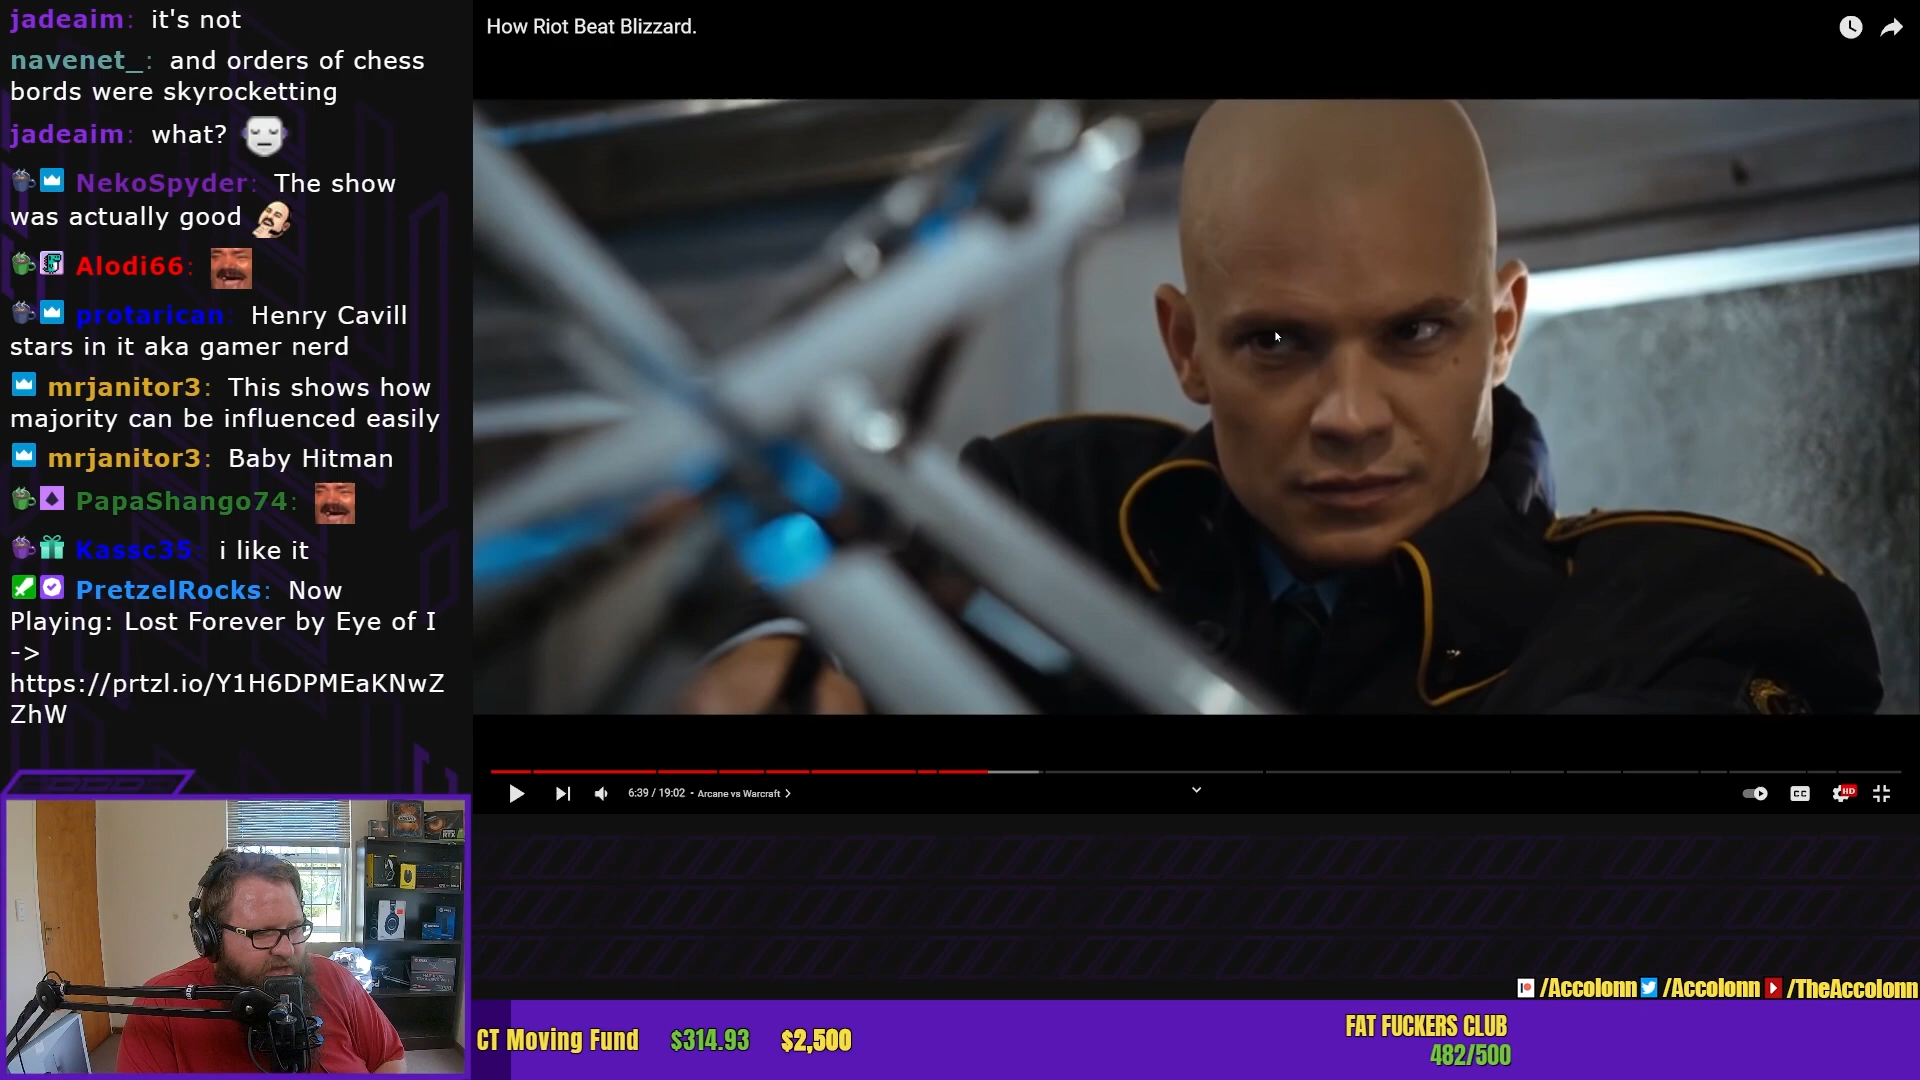 jadeaim: it's not
navenet_: and orders of chess
bords were skyrocketting
jadeaim: what?
NekoSpyder: The show
was actually good
Alodi66:
protarican: Henry Cavill
stars in it aka gamer nerd
mrjanitor3: This shows how
majority can be influenced easily
mrjanitor3: Baby Hitman
PapaShango74:
Kassc35: i like it
PretzelRocks: Now
Playing: Lost Forever by Eye of I
->
https://prtzl.io/Y1H6DPMEaKNwZ
ZhW
How Riot Beat Blizzard.
6:39 / 19:02 • Arcane vs Warcraft >
CC
HD
/Accolonn /Accolonn /TheAccolonn
CT Moving Fund $314.93 $2,500
FAT FUCKERS CLUB
482/500